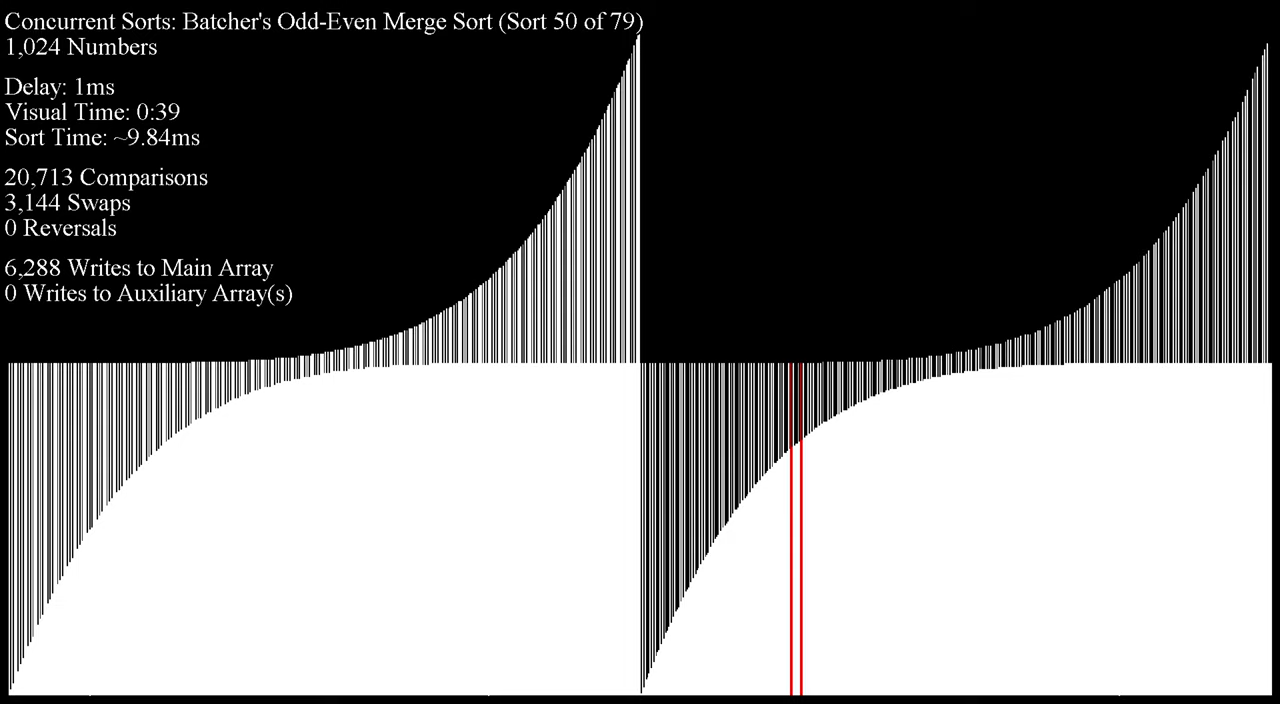 Concurrent Sorts: Batcher's Odd-Even Merge Sort (Sort 50 of 79)
1,024 Numbers
Delay: 1ms
Visual Time: 0:39
Sort Time: ~9.84ms
20,713 Comparisons
3,144 Swaps
0 Reversals
6,288 Writes to Main Array
0 Writes to Auxiliary Array(s)